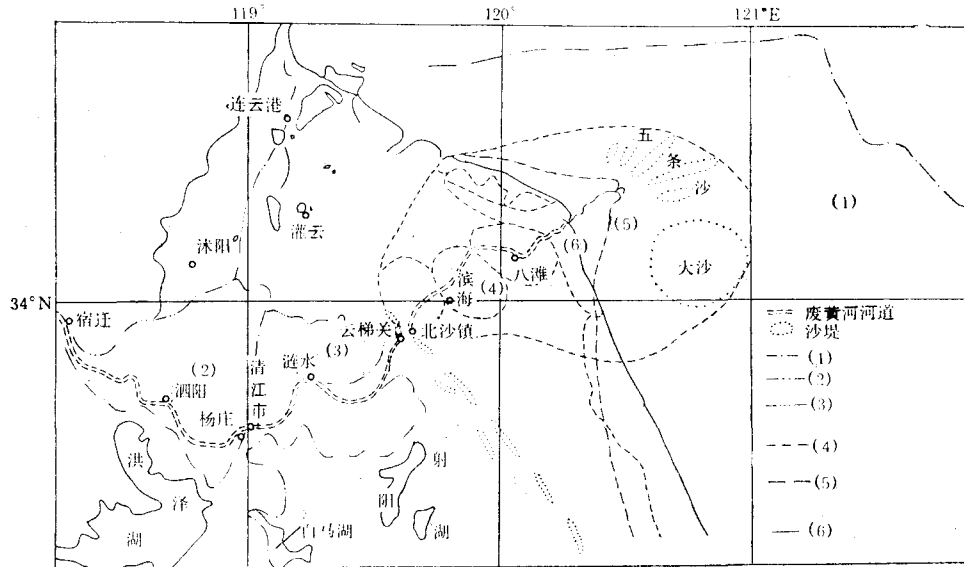 119°
120°
121°E
连云港
五
条
沙
(1)
灌云
(5)
沭阳
(6)
大沙
八滩
滨
海
(4)
34°N
宿迁
云梯关
北沙镇
废黄河河道
沙堤
(1)
(2)
(3)
(4)
(5)
(6)
涟水
(3)
(2)
清
江
市
泗阳
杨庄
洪
泽
湖
射
阳
湖
白马湖